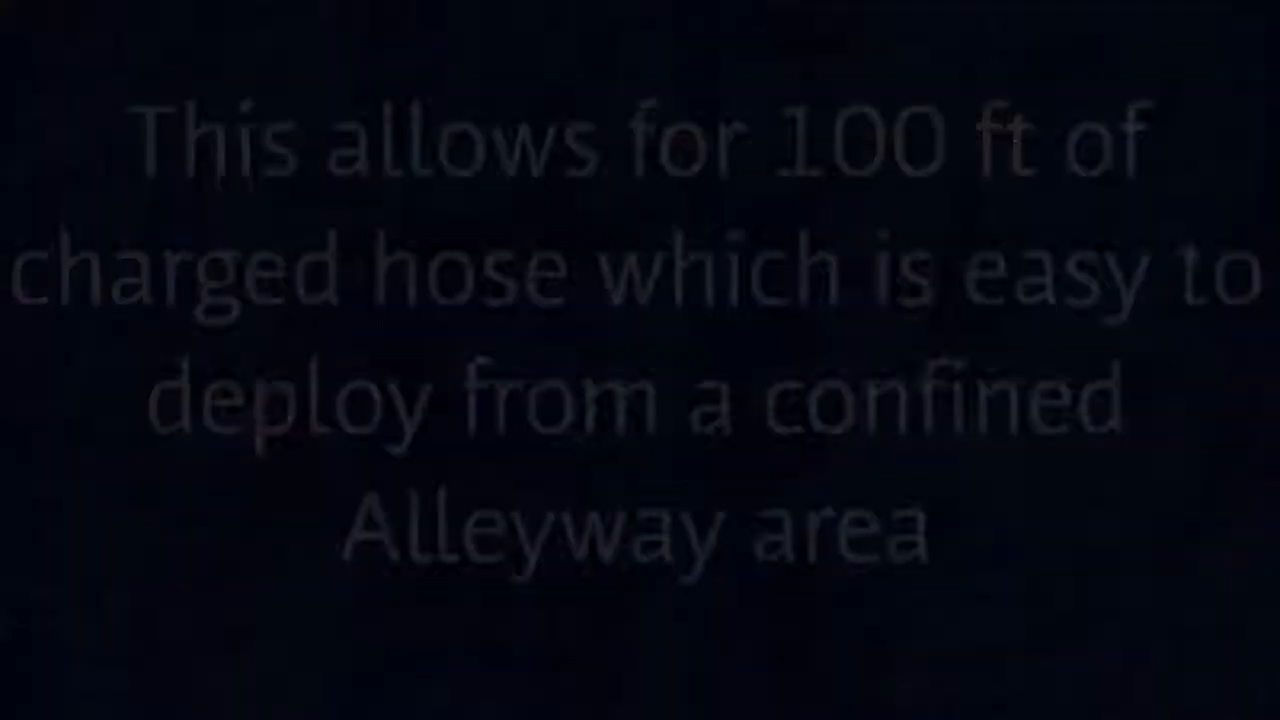 This allows for 100 ft of
charged hose which is easy to
deploy from a confined
Alleyway area